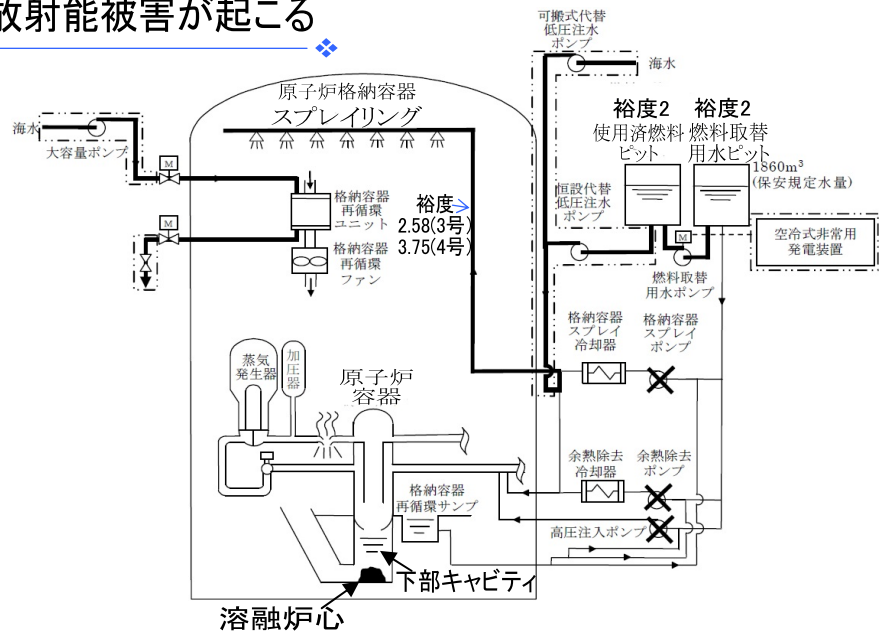 放射能被害が起こる
可搬式代替
低圧注水
ポンプ
海水
原子炉格納容器
スプレイリング
海水
大容量ポンプ
M
M
格納容器
再循環
ユニット
格納容器
再循環
ファン
裕度
2.58(3号)
3.75(4号)
裕度2
使用済燃料
ピット
裕度2
燃料取替
用水ピット
1860m³
(保安規定水量)
恒設代替
低圧注水
ポンプ
M
空冷式非常用
発電装置
燃料取替
用水ポンプ
格納容器
スプレイ
冷却器
格納容器
スプレイ
ポンプ
蒸気
発生器
加圧器
原子炉
容器
余熱除去
冷却器
余熱除去
ポンプ
格納容器
再循環サンプ
高圧注入ポンプ
下部キャビティ
溶融炉心